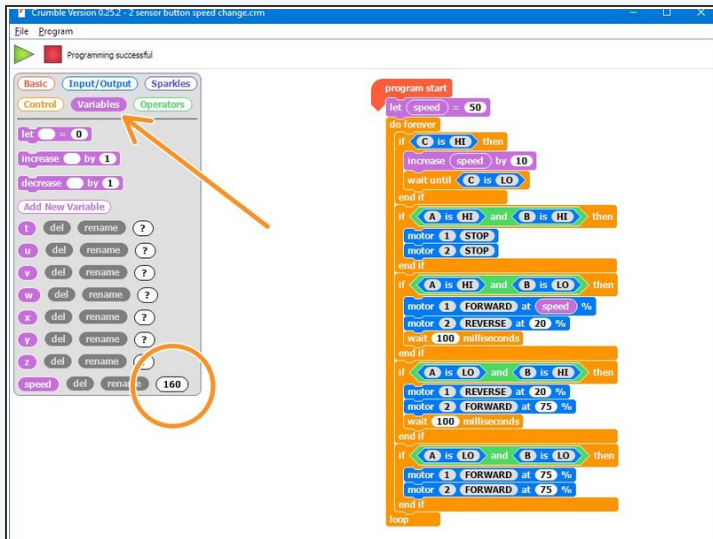 Crumble Version 0.25.2 - 2 sensor button speed change.crm
File Program
Programming successful
Basic Input/Output Sparkles
Control Variables Operators
let = 0
increase by 1
decrease by 1
Add New Variable
t del rename ?
u del rename ?
v del rename ?
w del rename ?
x del rename ?
y del rename ?
z del rename
speed del rename 160
program start
let speed = 50
do forever
if C is HI then
increase speed by 10
wait until C is LO
end if
if A is HI and B is HI then
motor 1 STOP
motor 2 STOP
end if
if A is HI and B is LO then
motor 1 FORWARD at speed %
motor 2 REVERSE at 20 %
wait 100 milliseconds
end if
if A is LO and B is HI then
motor 1 REVERSE at 20 %
motor 2 FORWARD at 75 %
wait 100 milliseconds
end if
if A is LO and B is LO then
motor 1 FORWARD at 75 %
motor 2 FORWARD at 75 %
end if
loop